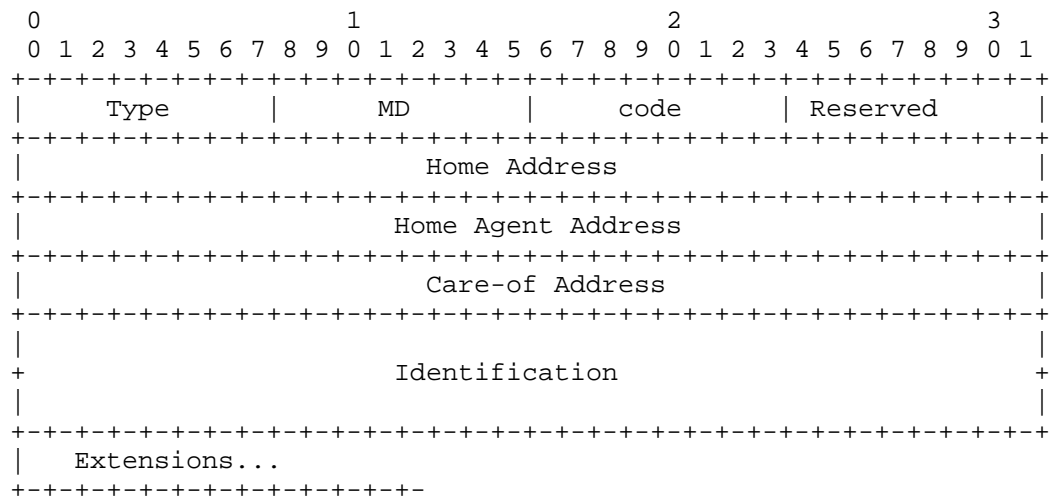 0                   1                   2                   3
 0 1 2 3 4 5 6 7 8 9 0 1 2 3 4 5 6 7 8 9 0 1 2 3 4 5 6 7 8 9 0 1
+-+-+-+-+-+-+-+-+-+-+-+-+-+-+-+-+-+-+-+-+-+-+-+-+-+-+-+-+-+-+-+-+
|     Type      |      MD       |     code      | Reserved      |
+-+-+-+-+-+-+-+-+-+-+-+-+-+-+-+-+-+-+-+-+-+-+-+-+-+-+-+-+-+-+-+-+
|                         Home Address                          |
+-+-+-+-+-+-+-+-+-+-+-+-+-+-+-+-+-+-+-+-+-+-+-+-+-+-+-+-+-+-+-+-+
|                       Home Agent Address                      |
+-+-+-+-+-+-+-+-+-+-+-+-+-+-+-+-+-+-+-+-+-+-+-+-+-+-+-+-+-+-+-+-+
|                         Care-of Address                       |
+-+-+-+-+-+-+-+-+-+-+-+-+-+-+-+-+-+-+-+-+-+-+-+-+-+-+-+-+-+-+-+-+
|                                                               |
+                       Identification                          +
|                                                               |
+-+-+-+-+-+-+-+-+-+-+-+-+-+-+-+-+-+-+-+-+-+-+-+-+-+-+-+-+-+-+-+-+
|   Extensions...
+-+-+-+-+-+-+-+-+-+-+-+-+-